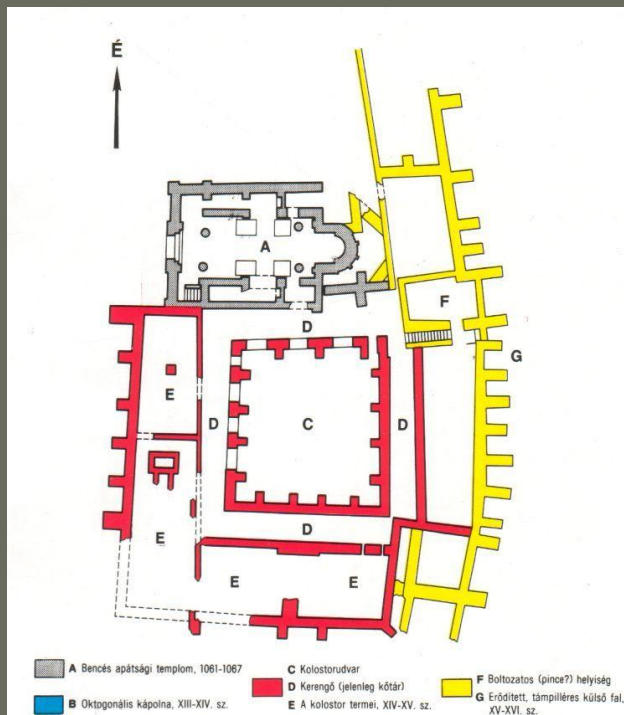 É
A
F
D
G
E
D
C
D
D
E
E
E
A Bencés apátsági templom, 1061-1067
B Oktogonális kápolna, XIII-XIV. sz.
C Kolostorudvar
D Kerengő (jelenleg kőtár)
E A kolostor termei, XIV-XV. sz.
F Boltozatos (pince?) helyiség
G Erődített, támpilléres külső fal,
XV-XVI. sz.